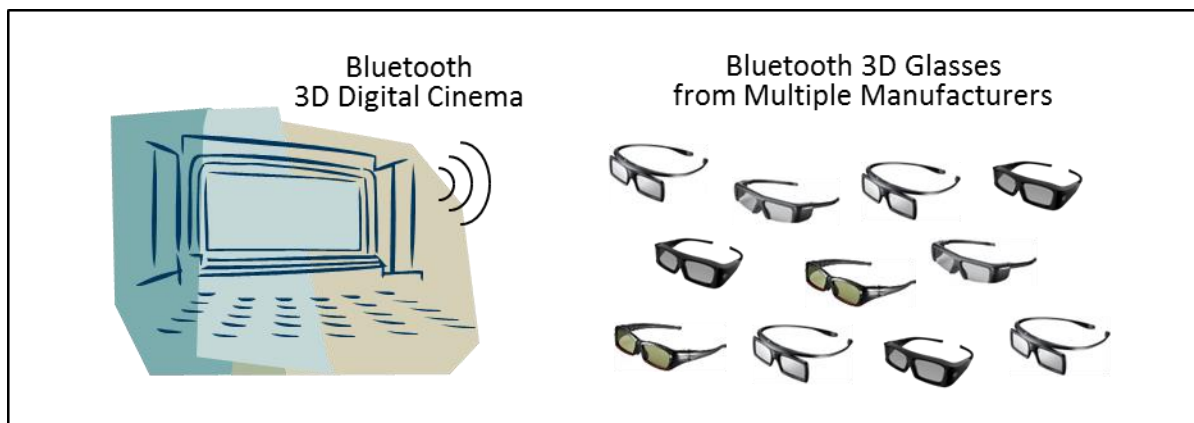 Bluetooth
3D Digital Cinema
Bluetooth 3D Glasses
from Multiple Manufacturers